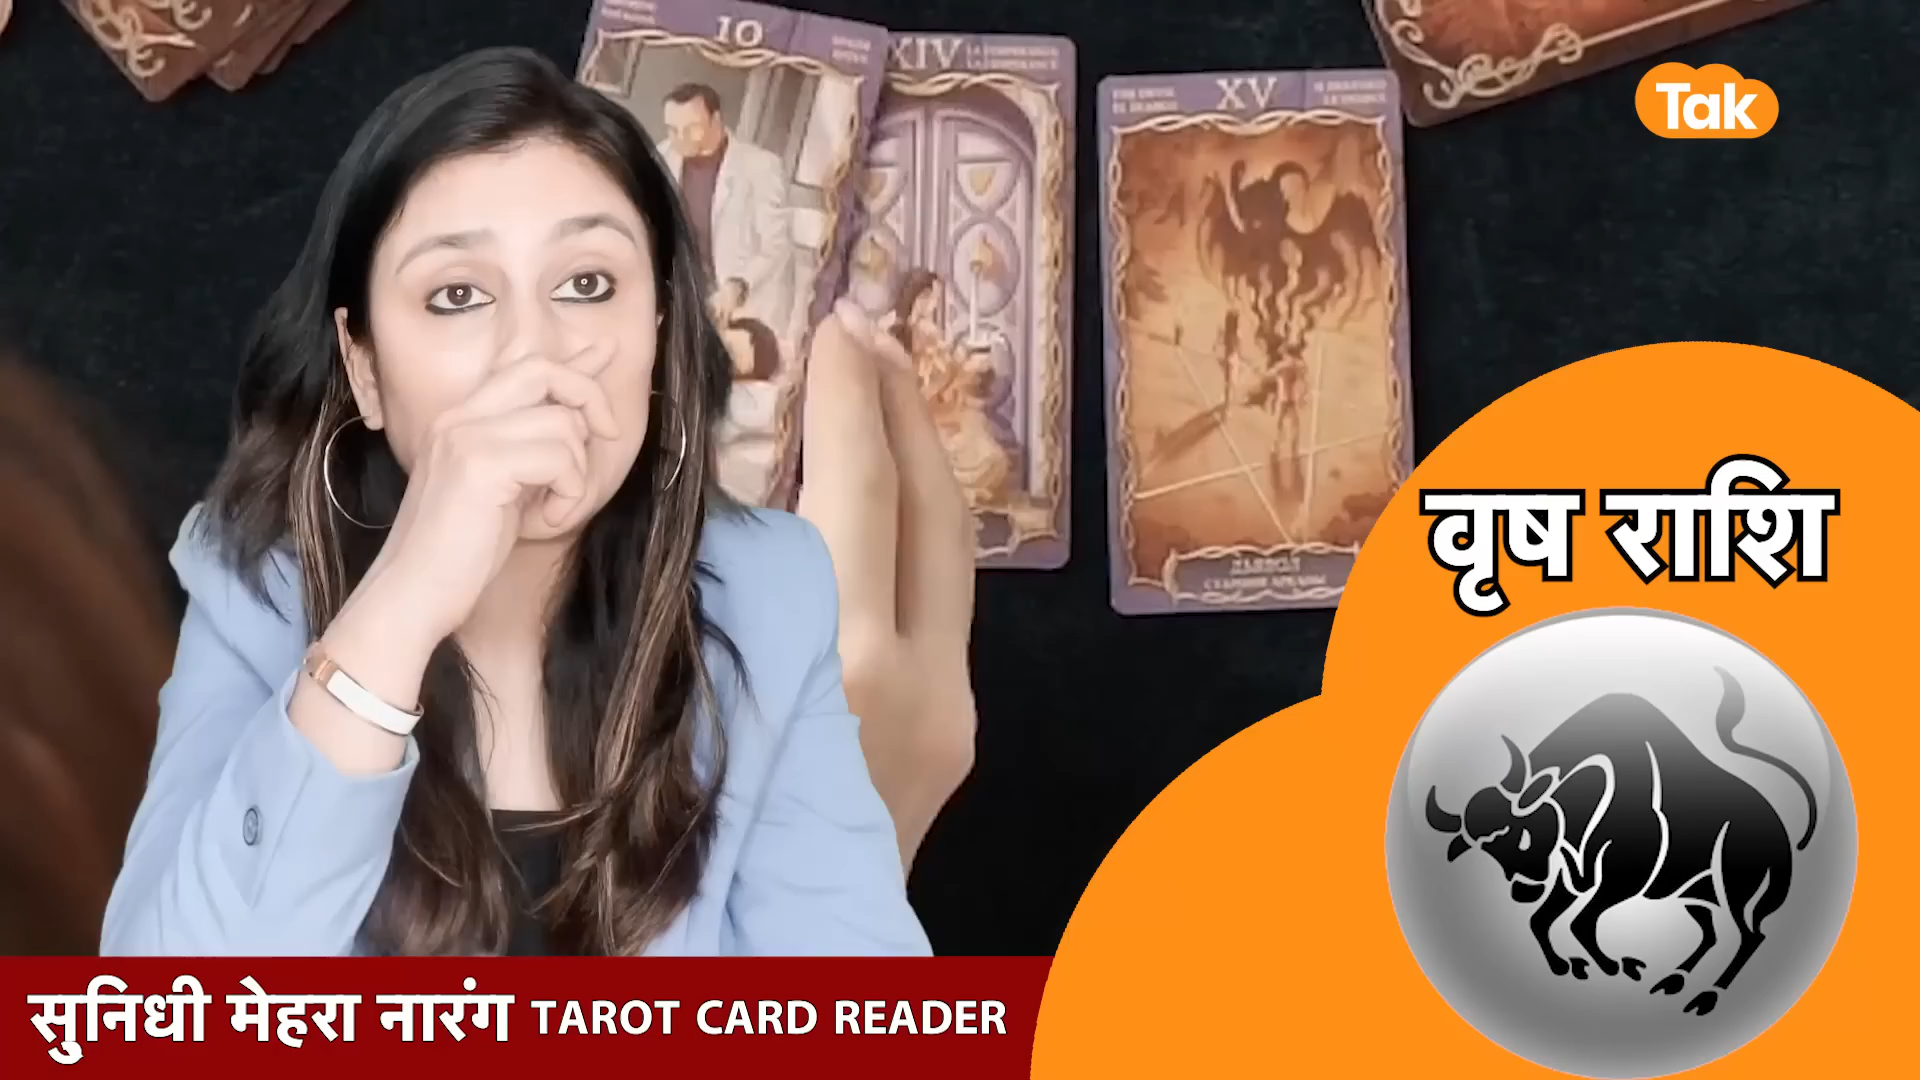 10
XIV
XV
Tak
वृष राशि
सुनिधी मेहरा नारंग TAROT CARD READER